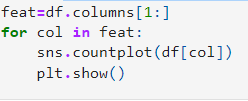 feat=df.columns[1:]
for col in feat:
    sns.countplot(df[col])
    plt.show()